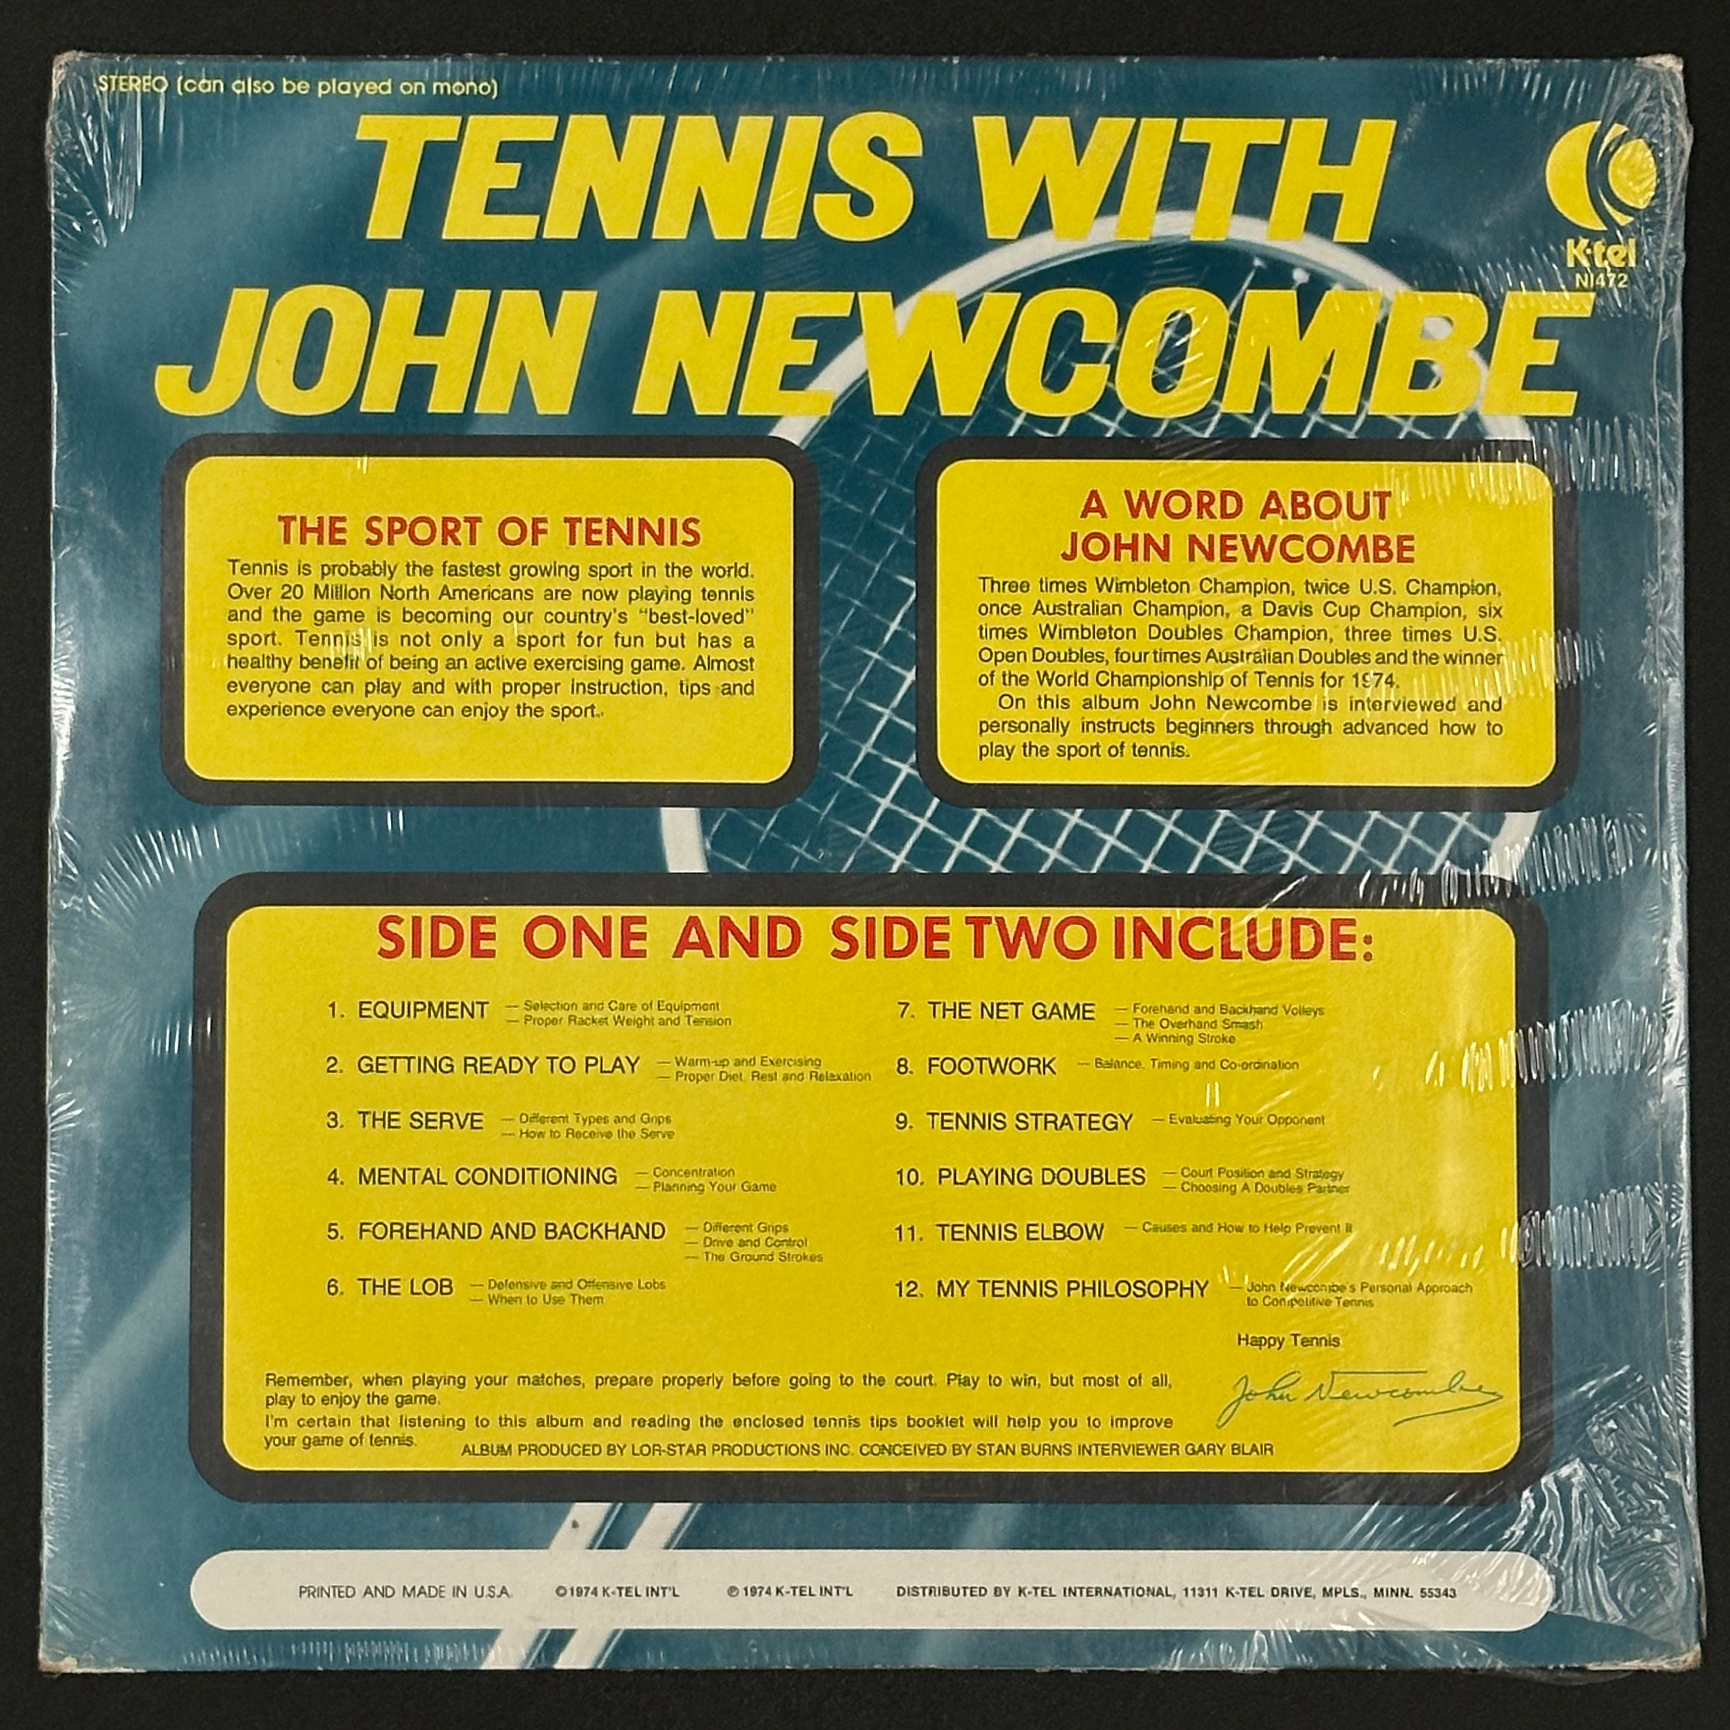 STEREO (can also be played on mono)
TENNIS WITH
JOHN NEWCOMBE
K-tel
N1472
THE SPORT OF TENNIS
Tennis is probably the fastest growing sport in the world.
Over 20 Million North Americans are now playing tennis
and the game is becoming our country's "best-loved"
sport. Tennis is not only a sport for fun but has a
healthy benefit of being an active exercising game. Almost
everyone can play and with proper instruction, tips and
experience everyone can enjoy the sport.
A WORD ABOUT
JOHN NEWCOMBE
Three times Wimbleton Champion, twice U.S. Champion,
once Australian Champion, a Davis Cup Champion, six
times Wimbleton Doubles Champion, three times U.S.
Open Doubles, four times Australian Doubles and the winner
of the World Championship of Tennis for 1974.
On this album John Newcombe is interviewed and
personally instructs beginners through advanced how to
play the sport of tennis.
SIDE ONE AND SIDE TWO INCLUDE:
1. EQUIPMENT — Selection and Care of Equipment
— Proper Racket Weight and Tension
2. GETTING READY TO PLAY — Warm-up and Exercising
— Proper Diet, Rest and Relaxation
3. THE SERVE — Different Types and Grips
— How to Receive the Serve
4. MENTAL CONDITIONING — Concentration
— Planning Your Game
5. FOREHAND AND BACKHAND — Different Grips
— Drive and Control
— The Ground Strokes
6. THE LOB — Defensive and Offensive Lobs
— When to Use Them
7. THE NET GAME — Forehand and Backhand Volleys
— The Overhand Smash
— A Winning Stroke
8. FOOTWORK — Balance, Timing and Co-ordination
9. TENNIS STRATEGY — Evaluating Your Opponent
10. PLAYING DOUBLES — Court Position and Strategy
— Choosing A Doubles Partner
11. TENNIS ELBOW — Causes and How to Help Prevent It
12. MY TENNIS PHILOSOPHY — John Newcombe's Personal Approach
to Competitive Tennis
Happy Tennis
John Newcombe
Remember, when playing your matches, prepare properly before going to the court. Play to win, but most of all,
play to enjoy the game.
I'm certain that listening to this album and reading the enclosed tennis tips booklet will help you to improve
your game of tennis.
ALBUM PRODUCED BY LOR-STAR PRODUCTIONS INC. CONCEIVED BY STAN BURNS INTERVIEWER GARY BLAIR
PRINTED AND MADE IN U.S.A. ©1974 K-TEL INT'L ℗ 1974 K-TEL INT'L DISTRIBUTED BY K-TEL INTERNATIONAL, 11311 K-TEL DRIVE, MPLS., MINN. 55343